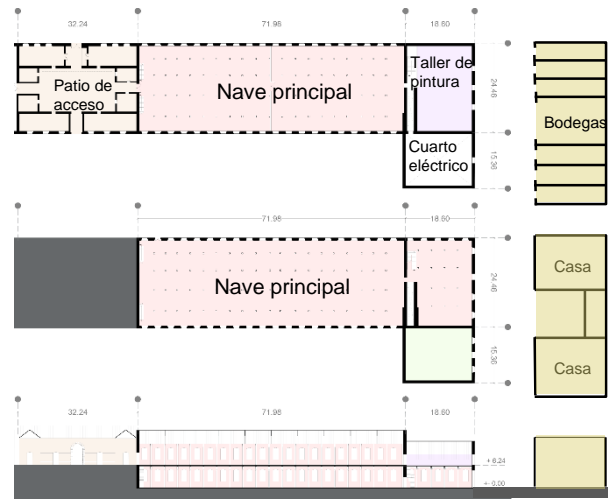 32.24
71.98
18.60
Patio de
acceso
Nave principal
Taller de
pintura
24.46
Cuarto
eléctrico
15.30
Bodegas
71.98
18.60
Nave principal
24.46
15.30
Casa
Casa
32.24
71.98
18.60
+ 6.24
+- 0.00